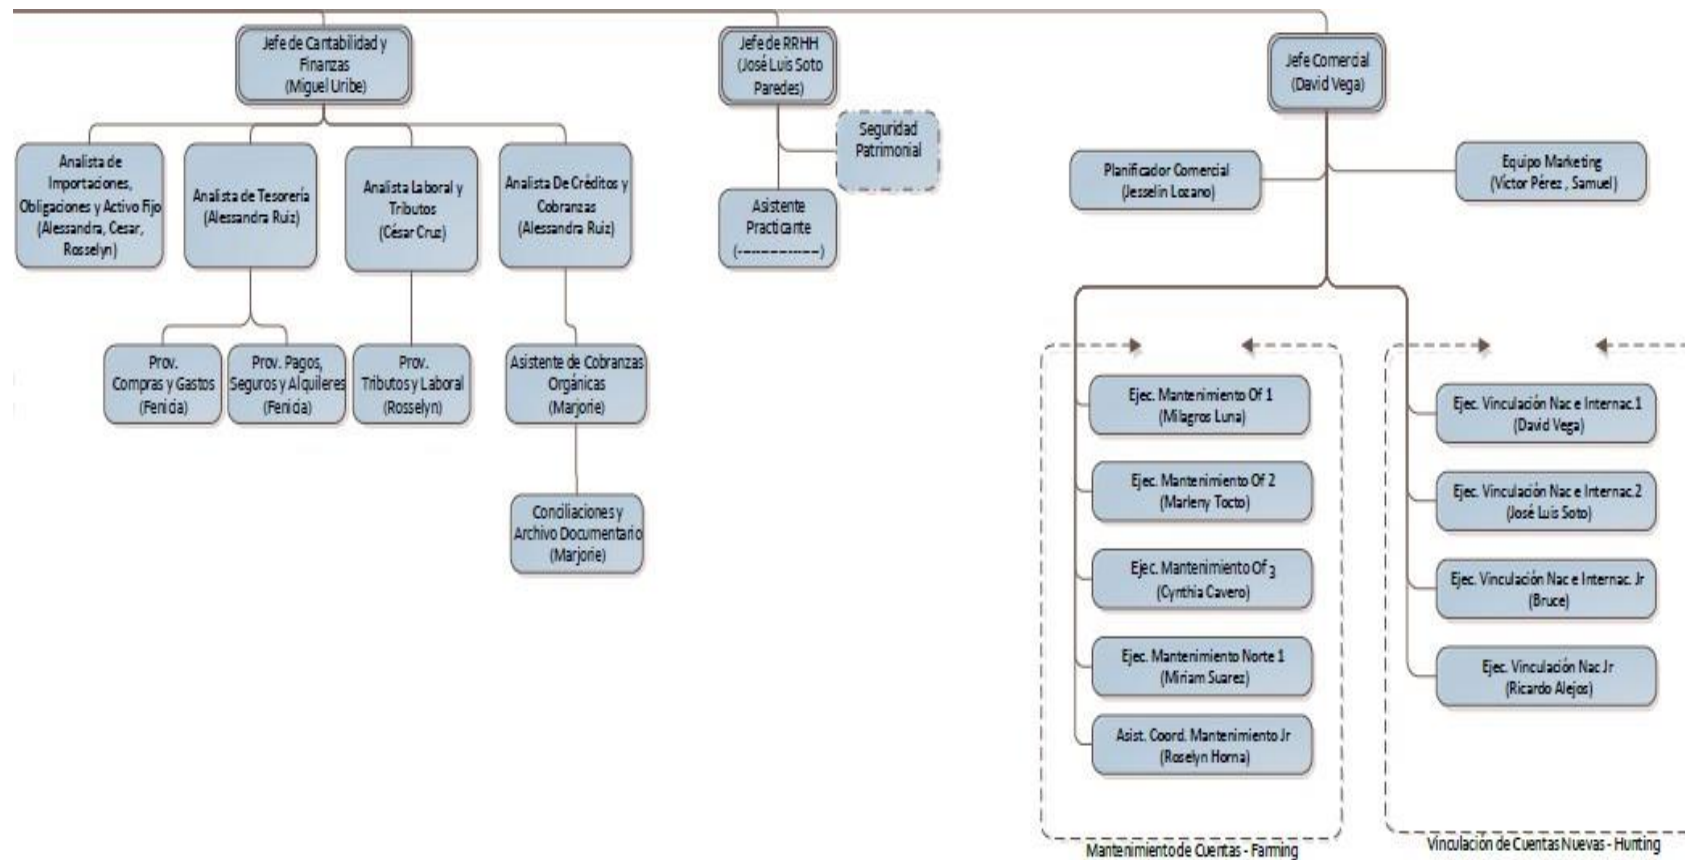 Jefe de Cantabilidad y
Finanzas
(Miguel Uribe)
Jefe de RRHH
(José Luis Soto
Paredes)
Jefe Comercial
(David Vega)
Seguridad
Patrimonial
Analista de
Importaciones,
Obligaciones y Activo Fijo
(Alessandra, Cesar,
Rosselyn)
Analista de Tesorería
(Alessandra Ruiz)
Analista Laboral y
Tributos
(César Cruz)
Analista De Créditos y
Cobranzas
(Alessandra Ruiz)
Asistente
Practicante
(-------------------)
Planificador Comercial
(Jesselin Lozano)
Equipo Marketing
(Víctor Pérez , Samuel)
Prov.
Compras y Gastos
(Fenicia)
Prov. Pagos,
Seguros y Alquileres
(Fenicia)
Prov.
Tributos y Laboral
(Rosselyn)
Asistente de Cobranzas
Orgánicas
(Marjorie)
Conciliaciones y
Archivo Documentario
(Marjorie)
Ejec. Mantenimiento Of 1
(Milagros Luna)
Ejec. Mantenimiento Of 2
(Marleny Tocto)
Ejec. Mantenimiento Of 3
(Cynthia Cavero)
Ejec. Mantenimiento Norte 1
(Miriam Suarez)
Asist. Coord. Mantenimiento Jr
(Roselyn Horna)
Mantenimiento de Cuentas - Farming
Ejec. Vinculación Nac e Internac.1
(David Vega)
Ejec. Vinculación Nac e Internac.2
(José Luis Soto)
Ejec. Vinculación Nac e Internac. Jr
(Bruce)
Ejec. Vinculación Nac Jr
(Ricardo Alejos)
Vinculación de Cuentas Nuevas - Hunting